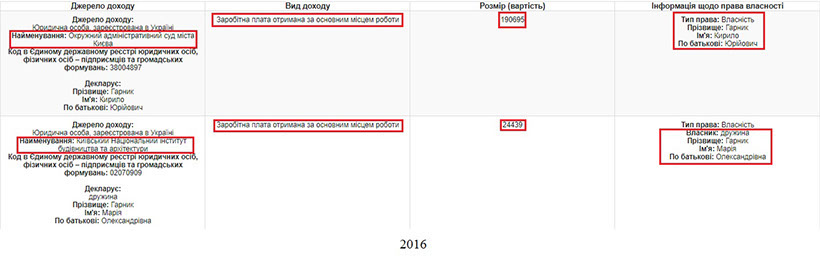 Джерело доходу
Вид доходу
Розмір (вартість)
Інформація щодо права власності
Джерело доходу:
Юридична особа, зареєстрована в Україні
Найменування: Окружний адміністративний суд міста
Києва
Код в Єдиному державному реєстрі юридичних осіб,
фізичних осіб – підприємців та громадських
формувань: 38004897
Декларує:
Прізвище: Гарник
Ім'я: Кирило
По батькові: Юрійович
Заробітна плата отримана за основним місцем роботи
190695
Тип права: Власність
Прізвище: Гарник
Ім'я: Кирило
По батькові: Юрійович
Джерело доходу:
Юридична особа, зареєстрована в Україні
Найменування: Київський Національний інститут
будівництва та архітектури
Код в Єдиному державному реєстрі юридичних осіб,
фізичних осіб – підприємців та громадських
формувань: 02070909
Декларує:
дружина
Прізвище: Гарник
Ім'я: Марія
По батькові: Олександрівна
Заробітна плата отримана за основним місцем роботи
24439
Тип права: Власність
Власник: дружина
Прізвище: Гарник
Ім'я: Марія
По батькові: Олександрівна
2016